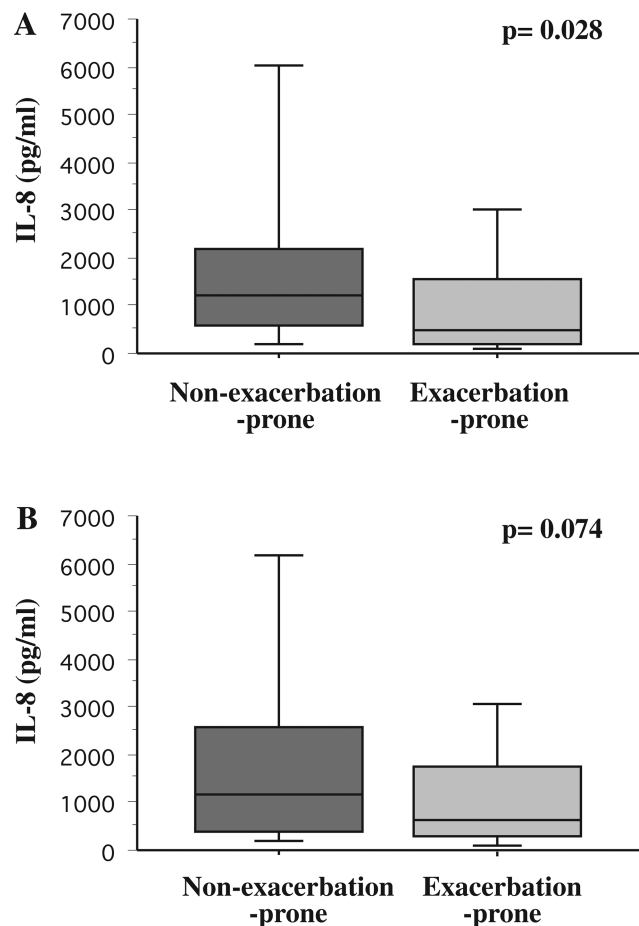 A
p= 0.028
IL-8 (pg/ml)
7000
6000
5000
4000
3000
2000
1000
0
Non-exacerbation
-prone
Exacerbation
-prone
B
p= 0.074
IL-8 (pg/ml)
7000
6000
5000
4000
3000
2000
1000
0
Non-exacerbation
-prone
Exacerbation
-prone